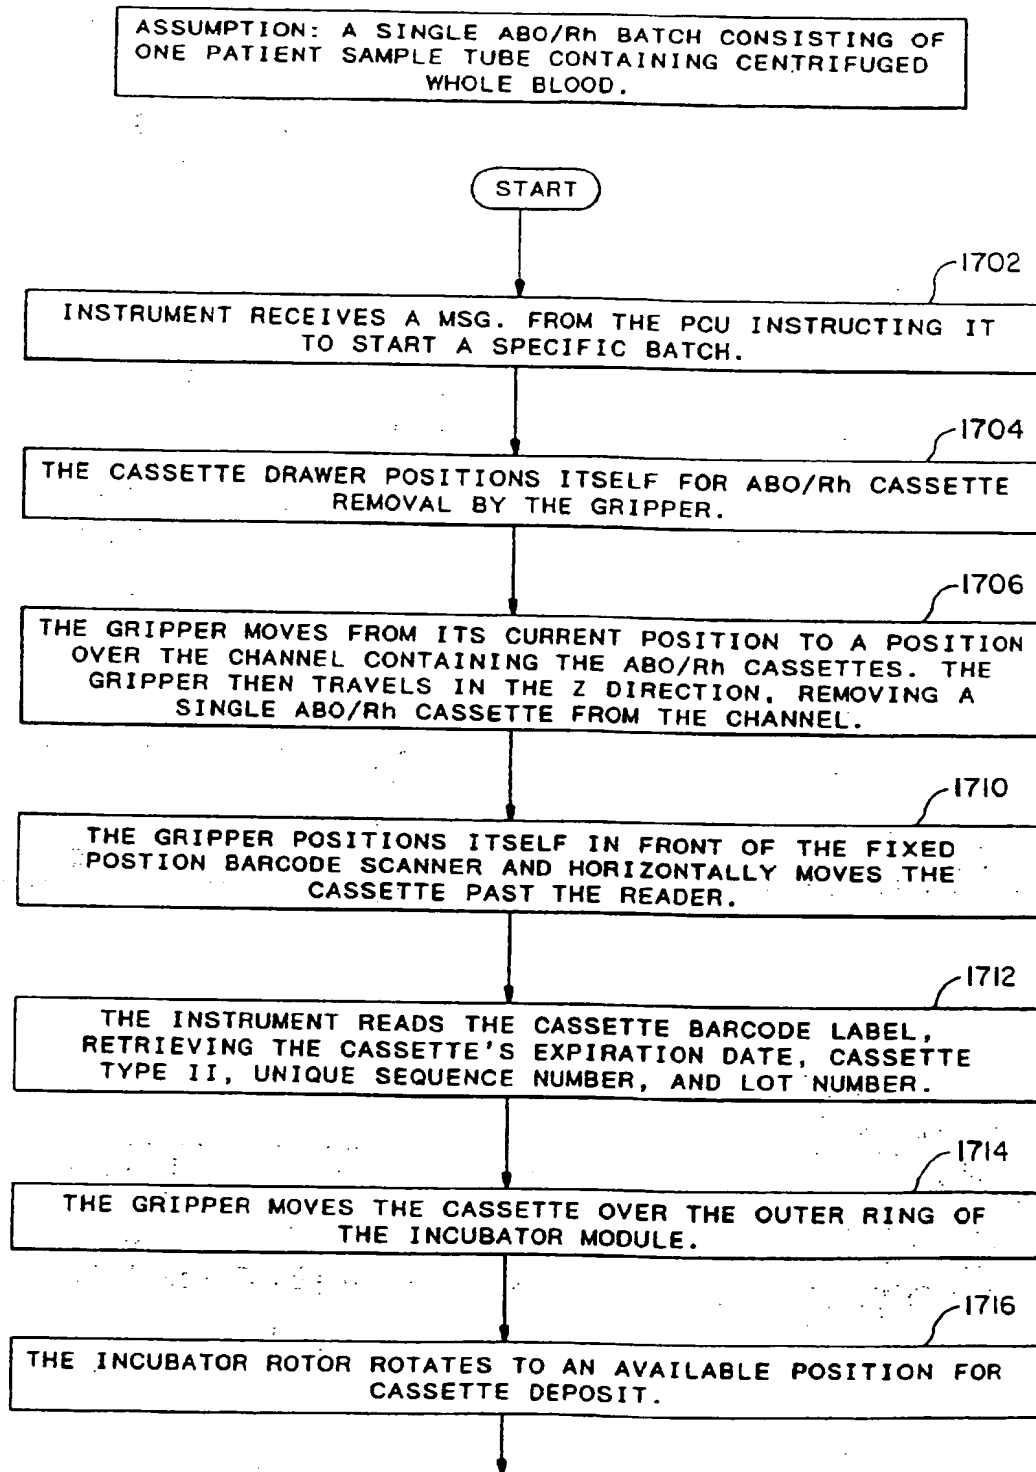 ASSUMPTION: A SINGLE ABO/Rh BATCH CONSISTING OF
ONE PATIENT SAMPLE TUBE CONTAINING CENTRIFUGED
WHOLE BLOOD.
START
1702
INSTRUMENT RECEIVES A MSG. FROM THE PCU INSTRUCTING IT
TO START A SPECIFIC BATCH.
1704
THE CASSETTE DRAWER POSITIONS ITSELF FOR ABO/Rh CASSETTE
REMOVAL BY THE GRIPPER.
1706
THE GRIPPER MOVES FROM ITS CURRENT POSITION TO A POSITION
OVER THE CHANNEL CONTAINING THE ABO/Rh CASSETTES. THE
GRIPPER THEN TRAVELS IN THE Z DIRECTION, REMOVING A
SINGLE ABO/Rh CASSETTE FROM THE CHANNEL.
1710
THE GRIPPER POSITIONS ITSELF IN FRONT OF THE FIXED
POSTION BARCODE SCANNER AND HORIZONTALLY MOVES THE
CASSETTE PAST THE READER.
1712
THE INSTRUMENT READS THE CASSETTE BARCODE LABEL,
RETRIEVING THE CASSETTE'S EXPIRATION DATE, CASSETTE
TYPE II, UNIQUE SEQUENCE NUMBER, AND LOT NUMBER.
1714
THE GRIPPER MOVES THE CASSETTE OVER THE OUTER RING OF
THE INCUBATOR MODULE.
1716
THE INCUBATOR ROTOR ROTATES TO AN AVAILABLE POSITION FOR
CASSETTE DEPOSIT.